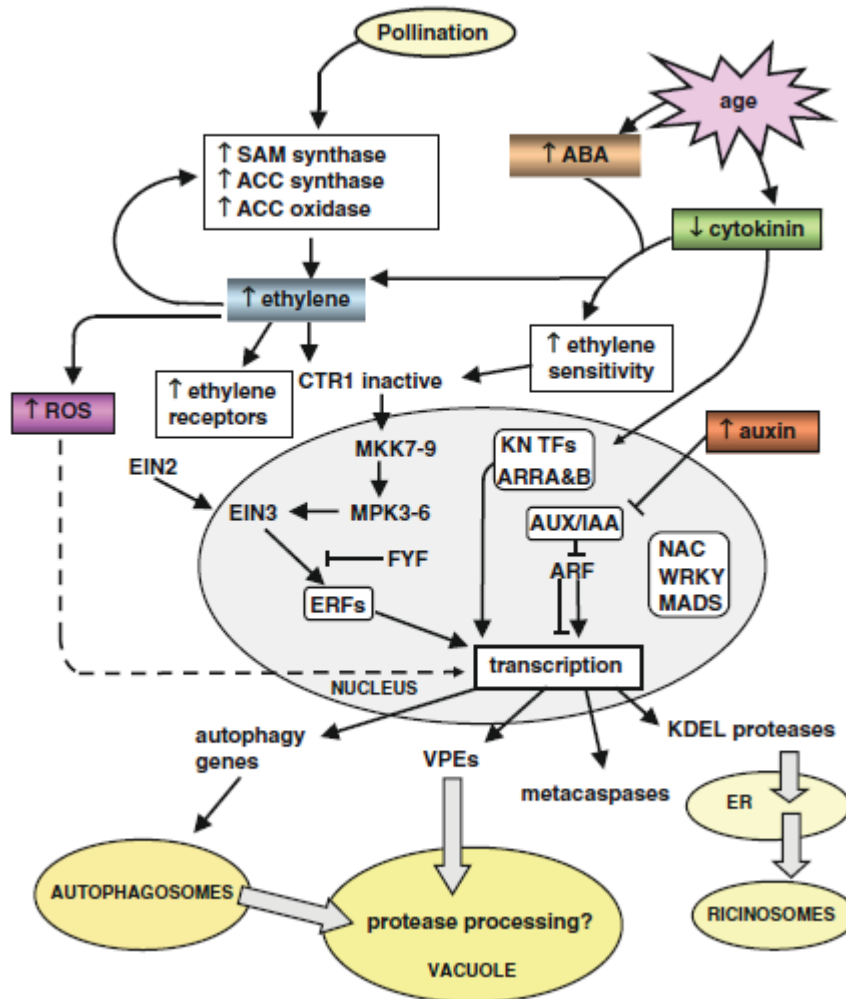 Pollination
age
↑ SAM synthase
↑ ACC synthase
↑ ACC oxidase
↑ ABA
↓ cytokinin
↑ ethylene
↑ ethylene
sensitivity
↑ ethylene
receptors
CTR1 inactive
↑ ROS
↑ auxin
MKK7-9
KN TFs
ARRA&B
EIN2
EIN3
MPK3-6
AUX/IAA
NAC
WRKY
MADS
FYF
ARF
ERFs
transcription
NUCLEUS
autophagy
genes
VPEs
metacaspases
KDEL proteases
ER
AUTOPHAGOSOMES
protease processing?
VACUOLE
RICINOSOMES